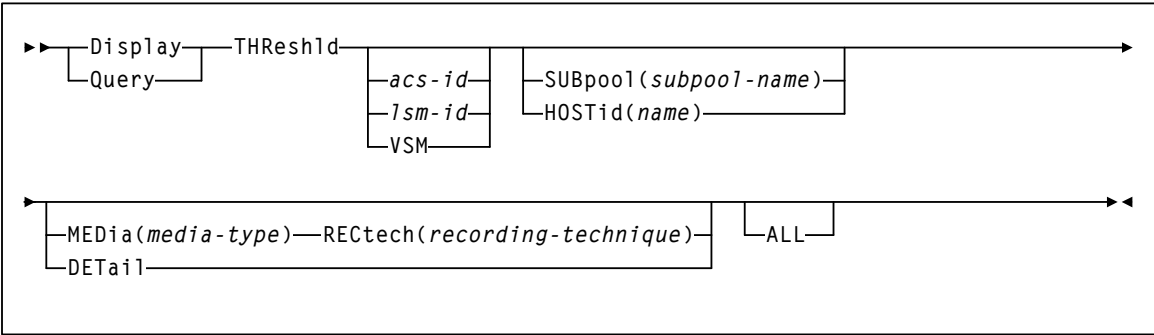 Display THReshld
Query acs-id SUBpool(subpool-name)
lsm-id HOSTid(name)
VSM
MEDia(media-type) RECtech(recording-technique) ALL
DETail